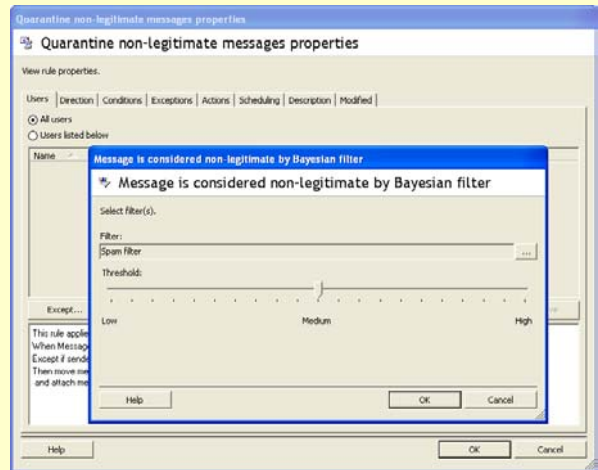 Quarantine non-legitimate messages properties
Quarantine non-legitimate messages properties
View rule properties.
Users Direction Conditions Exceptions Actions Scheduling Description Modified
All users
Users listed below
Name
Message is considered non-legitimate by Bayesian filter
Message is considered non-legitimate by Bayesian filter
Select filter(s).
Filter:
Spam filter ...
Threshold:
Low Medium High
Help OK Cancel
Except...
This rule applie
When Message
Except if sende
Then move me
and attach me
Help OK Cancel